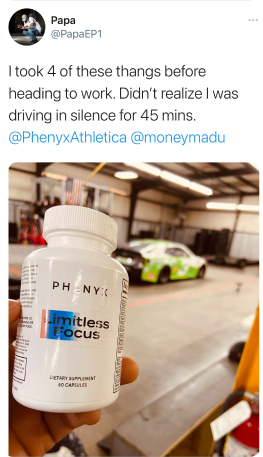 Papa
@PapaEP1
I took 4 of these thangs before
heading to work. Didn't realize I was
driving in silence for 45 mins.
@PhenyxAthletica @moneymadu
PHENYX
Limitless
Focus
DIETARY SUPPLEMENT
60 CAPSULES